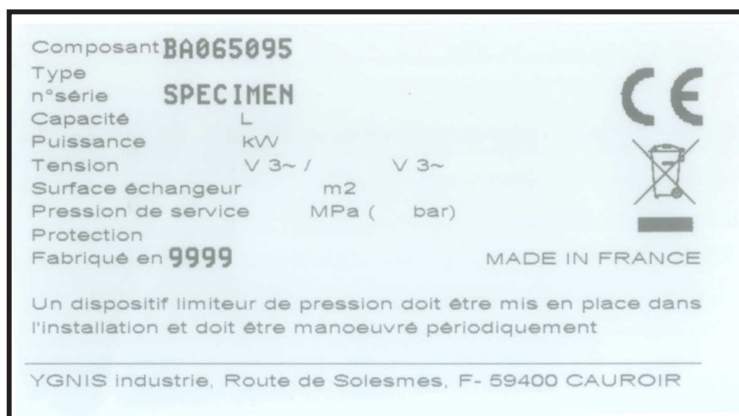 Composant BA065095
Type
n°série SPECIMEN
Capacité L
Puissance kW
Tension V 3~ / V 3~
Surface échangeur m2
Pression de service MPa ( bar)
Protection
Fabriqué en 9999 MADE IN FRANCE
CE
Un dispositif limiteur de pression doit être mis en place dans
l'installation et doit être manoeuvré périodiquement
YGNIS industrie, Route de Solesmes, F- 59400 CAUROIR